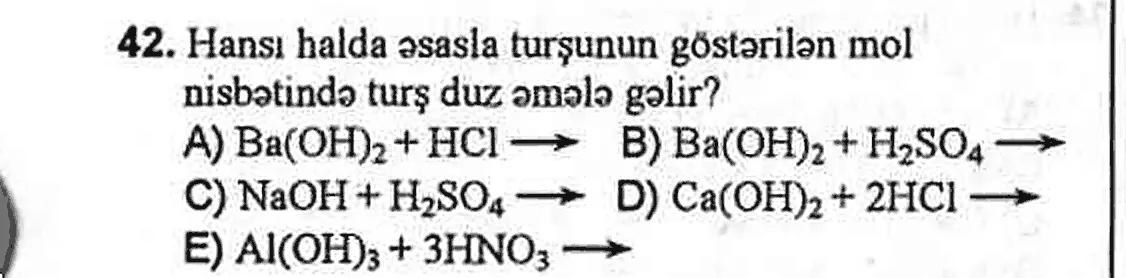 42. Hansı halda əsasla turşunun göstərilən mol
nisbətində turş duz əmələ gəlir?
A) Ba(OH)₂ + HCl ⟶ B) Ba(OH)₂ + H₂SO₄ ⟶
C) NaOH + H₂SO₄ ⟶ D) Ca(OH)₂ + 2HCl ⟶
E) Al(OH)₃ + 3HNO₃ ⟶